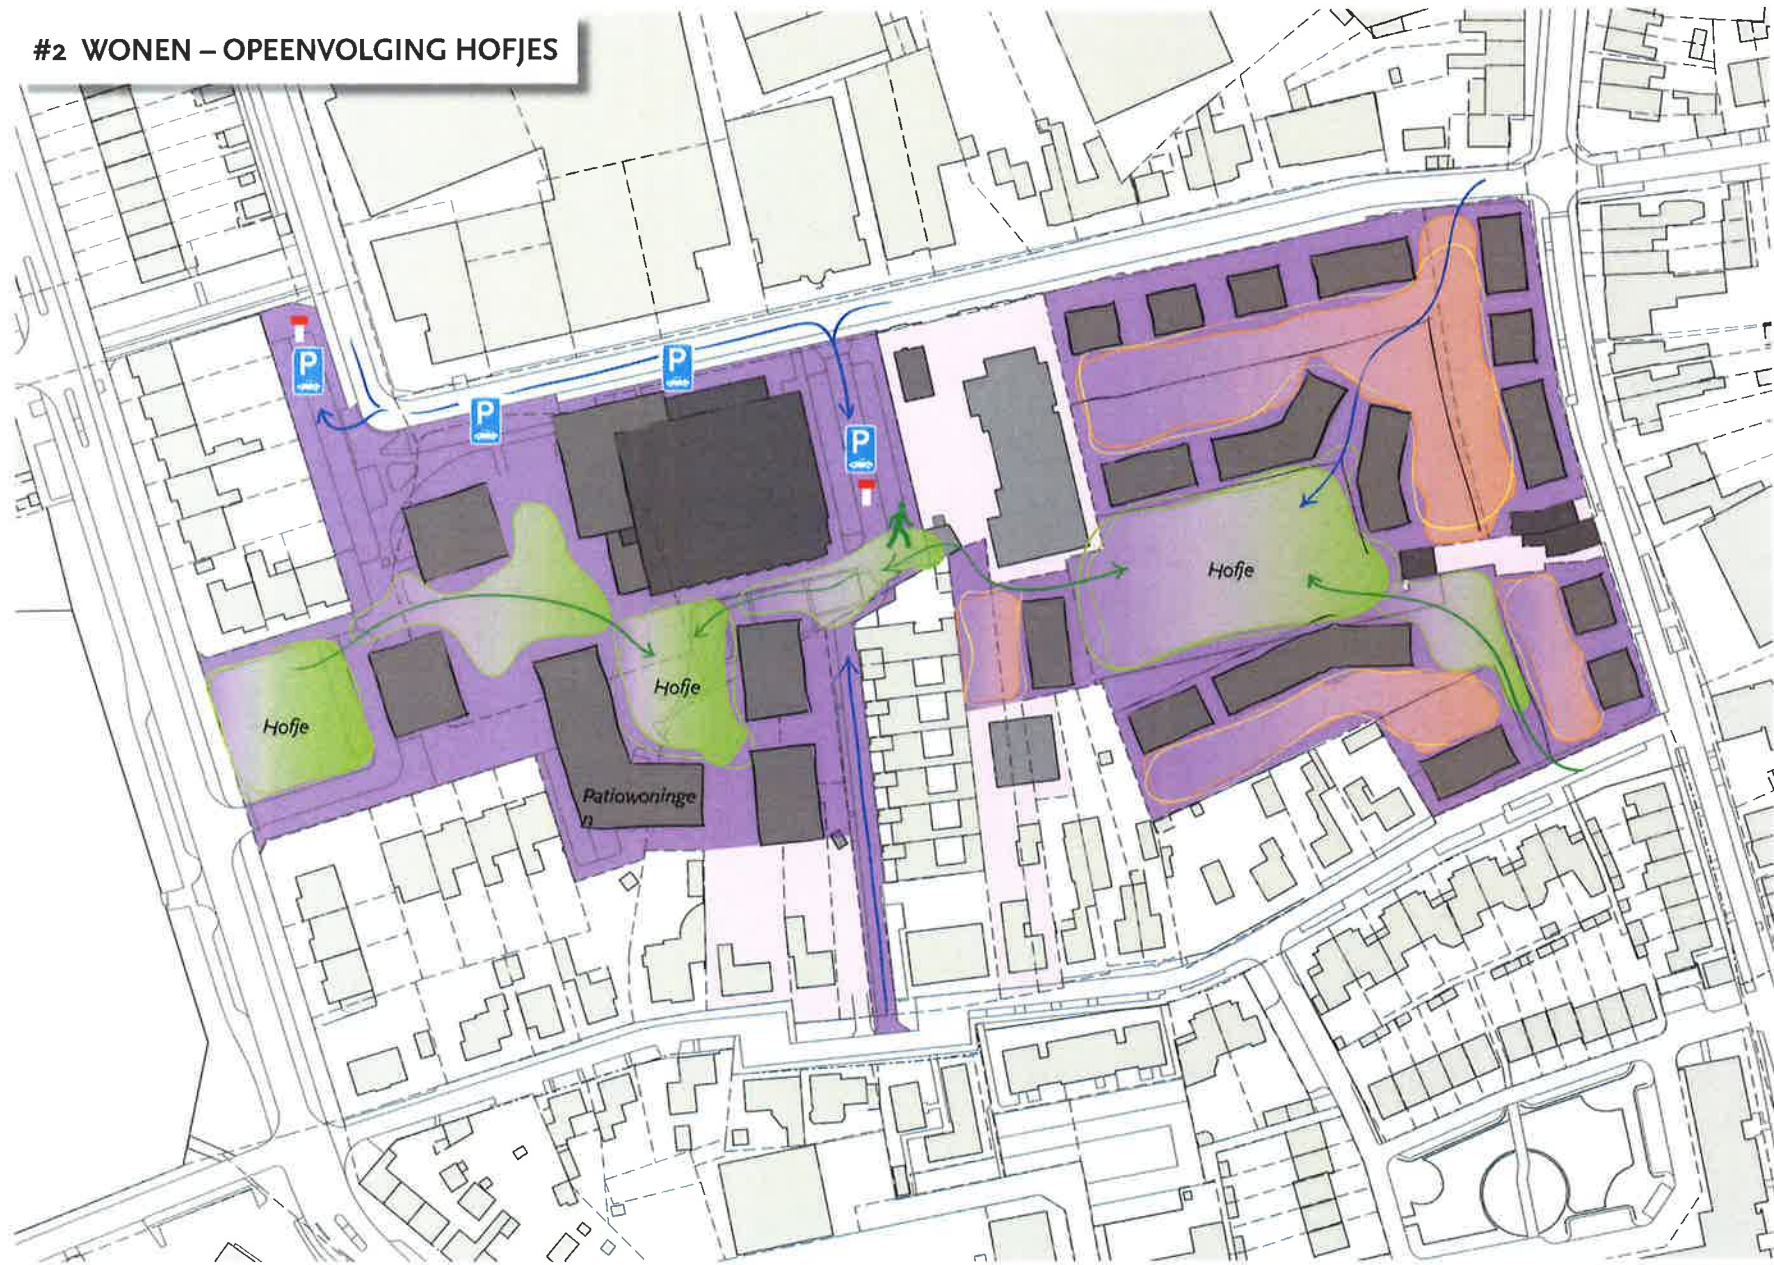 #2 WONEN – OPEENVOLGING HOFJES
P
P
P
P
Hofje
Hofje
Hofje
Patiowoninge
n